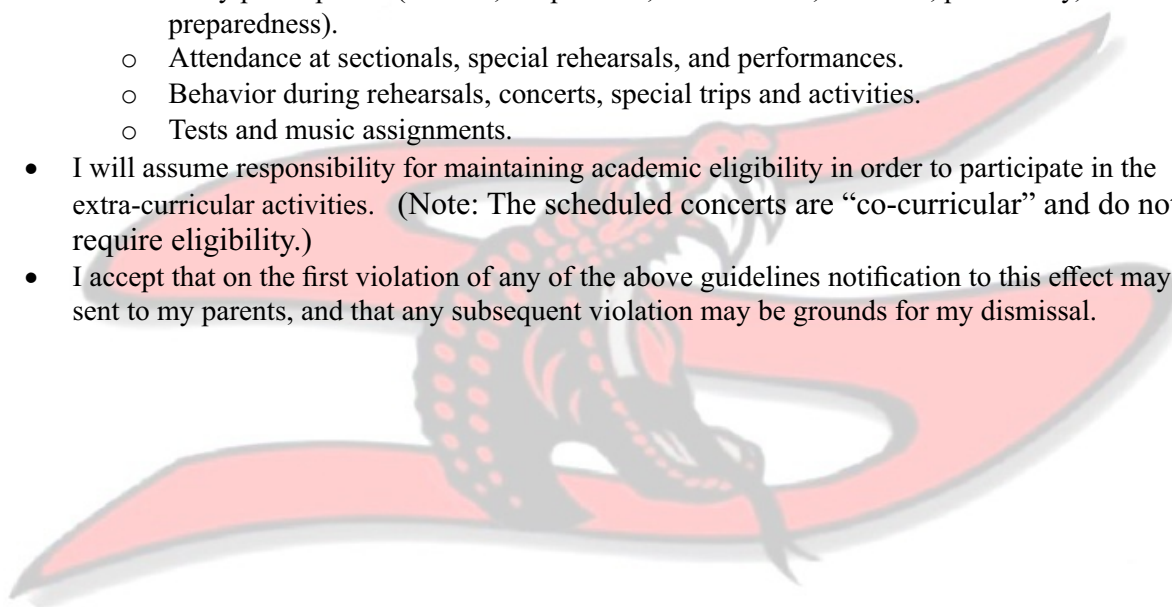 preparedness).
o Attendance at sectionals, special rehearsals, and performances.
o Behavior during rehearsals, concerts, special trips and activities.
o Tests and music assignments.
• I will assume responsibility for maintaining academic eligibility in order to participate in the
extra-curricular activities. (Note: The scheduled concerts are “co-curricular” and do not
require eligibility.)
• I accept that on the first violation of any of the above guidelines notification to this effect may
sent to my parents, and that any subsequent violation may be grounds for my dismissal.